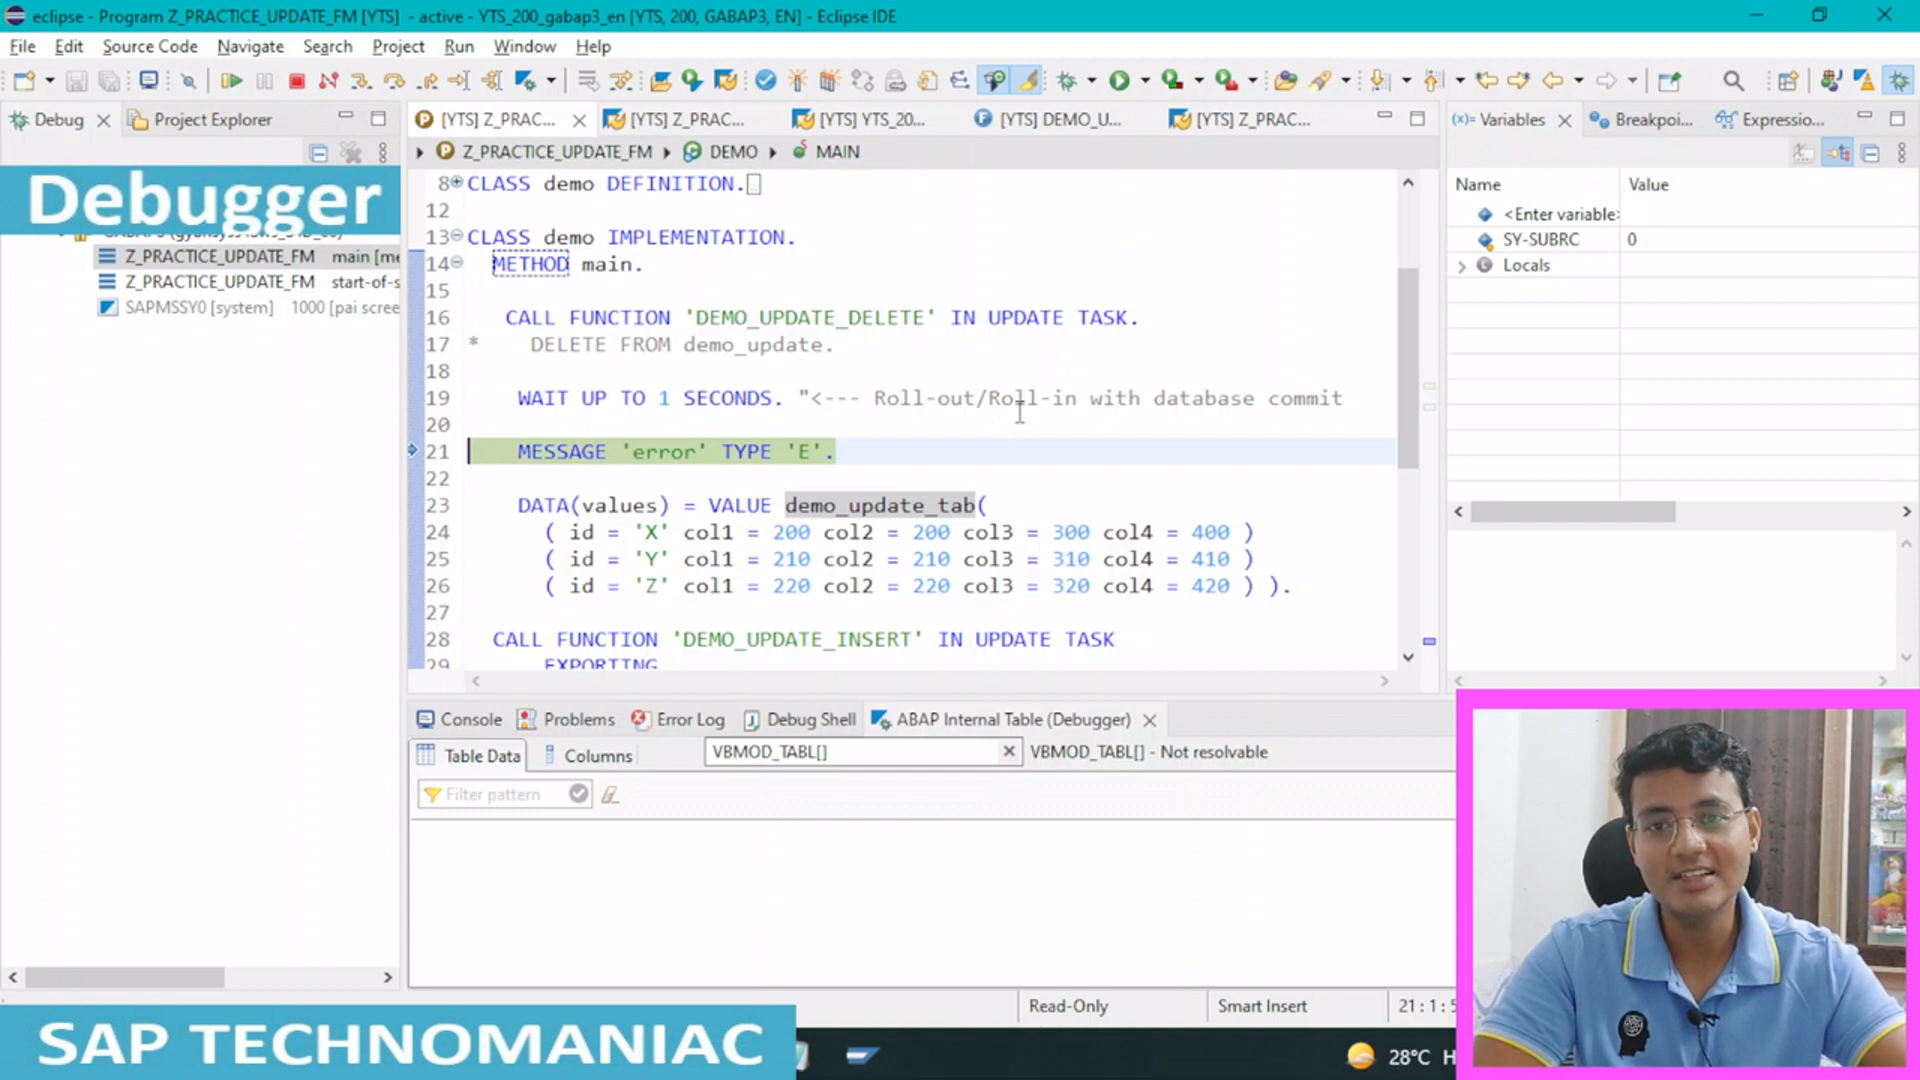 eclipse - Program Z_PRACTICE_UPDATE_FM [YTS] - active - YTS_200_gabap3_en [YTS, 200, GABAP3, EN] - Eclipse IDE
File Edit Source Code Navigate Search Project Run Window Help
Debug Project Explorer
[YTS] Z_PRAC... [YTS] Z_PRAC... [YTS] YTS_20... [YTS] DEMO_U... [YTS] Z_PRAC...
(x)= Variables Breakpoi... Expressio...
Z_PRACTICE_UPDATE_FM DEMO MAIN
Debugger
Z_PRACTICE_UPDATE_FM main [me
Z_PRACTICE_UPDATE_FM start-of-s
SAPMSSY0 [system] 1000 [pai scree
8 CLASS demo DEFINITION.
12
13 CLASS demo IMPLEMENTATION.
14 METHOD main.
15
16 CALL FUNCTION 'DEMO_UPDATE_DELETE' IN UPDATE TASK.
17 * DELETE FROM demo_update.
18
19 WAIT UP TO 1 SECONDS. "<--- Roll-out/Roll-in with database commit
20
21 MESSAGE 'error' TYPE 'E'.
22
23 DATA(values) = VALUE demo_update_tab(
24 ( id = 'X' col1 = 200 col2 = 200 col3 = 300 col4 = 400 )
25 ( id = 'Y' col1 = 210 col2 = 210 col3 = 310 col4 = 410 )
26 ( id = 'Z' col1 = 220 col2 = 220 col3 = 320 col4 = 420 ) ).
27
28 CALL FUNCTION 'DEMO_UPDATE_INSERT' IN UPDATE TASK
29 EXPORTING
Name Value
<Enter variable>
SY-SUBRC 0
Locals
Console Problems Error Log Debug Shell ABAP Internal Table (Debugger)
Table Data Columns VBMOD_TABL[] VBMOD_TABL[] - Not resolvable
Filter pattern
Read-Only Smart Insert 21 : 1 : 5
SAP TECHNOMANIAC
28°C H